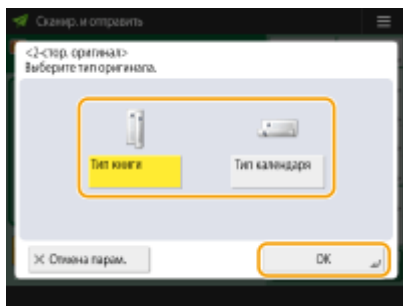 Сканир. и отправить
<2-стор. оригинал>
Выберите тип оригинала.
Тип книги
Тип календаря
× Отмена парам.
OK